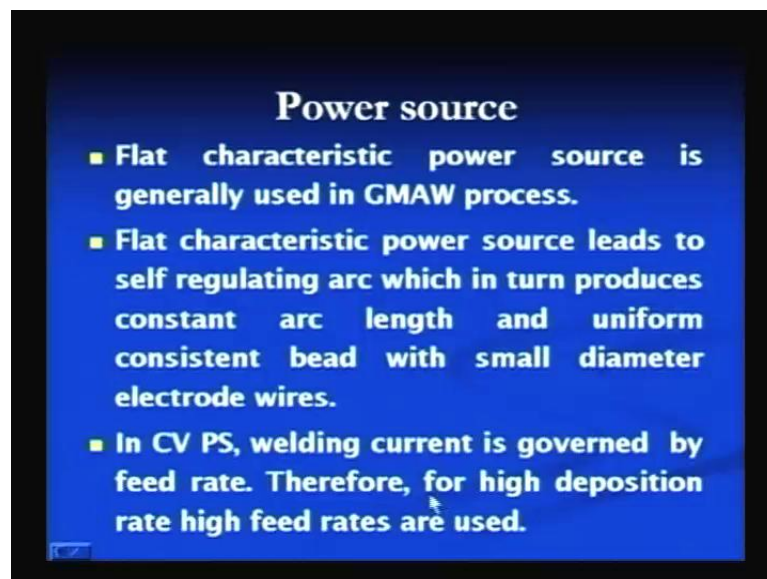 Power source
Flat characteristic power source is
generally used in GMAW process.
Flat characteristic power source leads to
self regulating arc which in turn produces
constant arc length and uniform
consistent bead with small diameter
electrode wires.
In CV PS, welding current is governed by
feed rate. Therefore, for high deposition
rate high feed rates are used.